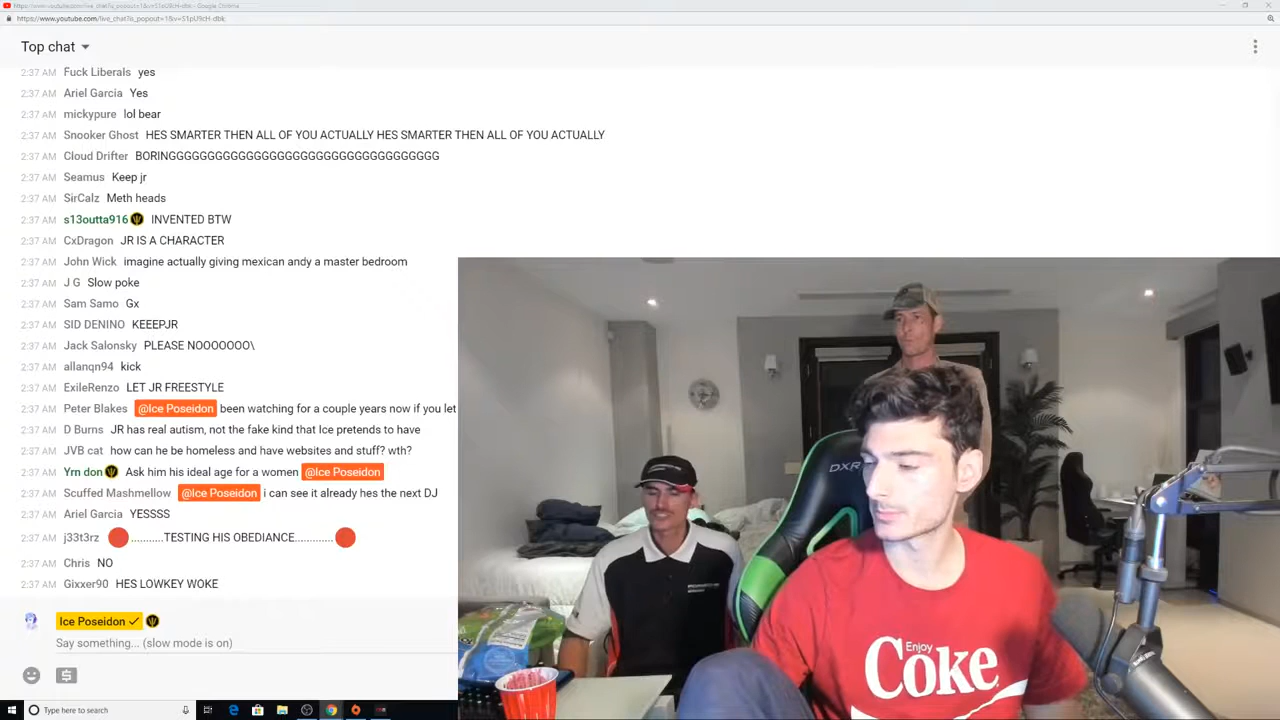 https://www.youtube.com/live_chat?is_popout=1&v=S1pU9cH-dbk
Top chat
2:37 AM Fuck Liberals yes
2:37 AM Ariel Garcia Yes
2:37 AM mickypure lol bear
2:37 AM Snooker Ghost HES SMARTER THEN ALL OF YOU ACTUALLY HES SMARTER THEN ALL OF YOU ACTUALLY
2:37 AM Cloud Drifter BORINGGGGGGGGGGGGGGGGGGGGGGGGGGGGGGGGGG
2:37 AM Seamus Keep jr
2:37 AM SirCalz Meth heads
2:37 AM s13outta916 INVENTED BTW
2:37 AM CxDragon JR IS A CHARACTER
2:37 AM John Wick imagine actually giving mexican andy a master bedroom
2:37 AM J G Slow poke
2:37 AM Sam Samo Gx
2:37 AM SID DENINO KEEEPJR
2:37 AM Jack Salonsky PLEASE NOOOOOOO\
2:37 AM allanqn94 kick
2:37 AM ExileRenzo LET JR FREESTYLE
2:37 AM Peter Blakes @Ice Poseidon been watching for a couple years now if you let
2:37 AM D Burns JR has real autism, not the fake kind that Ice pretends to have
2:37 AM JVB cat how can he be homeless and have websites and stuff? wth?
2:37 AM Yrn don Ask him his ideal age for a women @Ice Poseidon
2:37 AM Scuffed Mashmellow @Ice Poseidon i can see it already hes the next DJ
2:37 AM Ariel Garcia YESSSS
2:37 AM j33t3rz ...........TESTING HIS OBEDIANCE.............
2:37 AM Chris NO
2:37 AM Gixxer90 HES LOWKEY WOKE
Ice Poseidon
Say something... (slow mode is on)
Type here to search
DXR
Enjoy
Coke